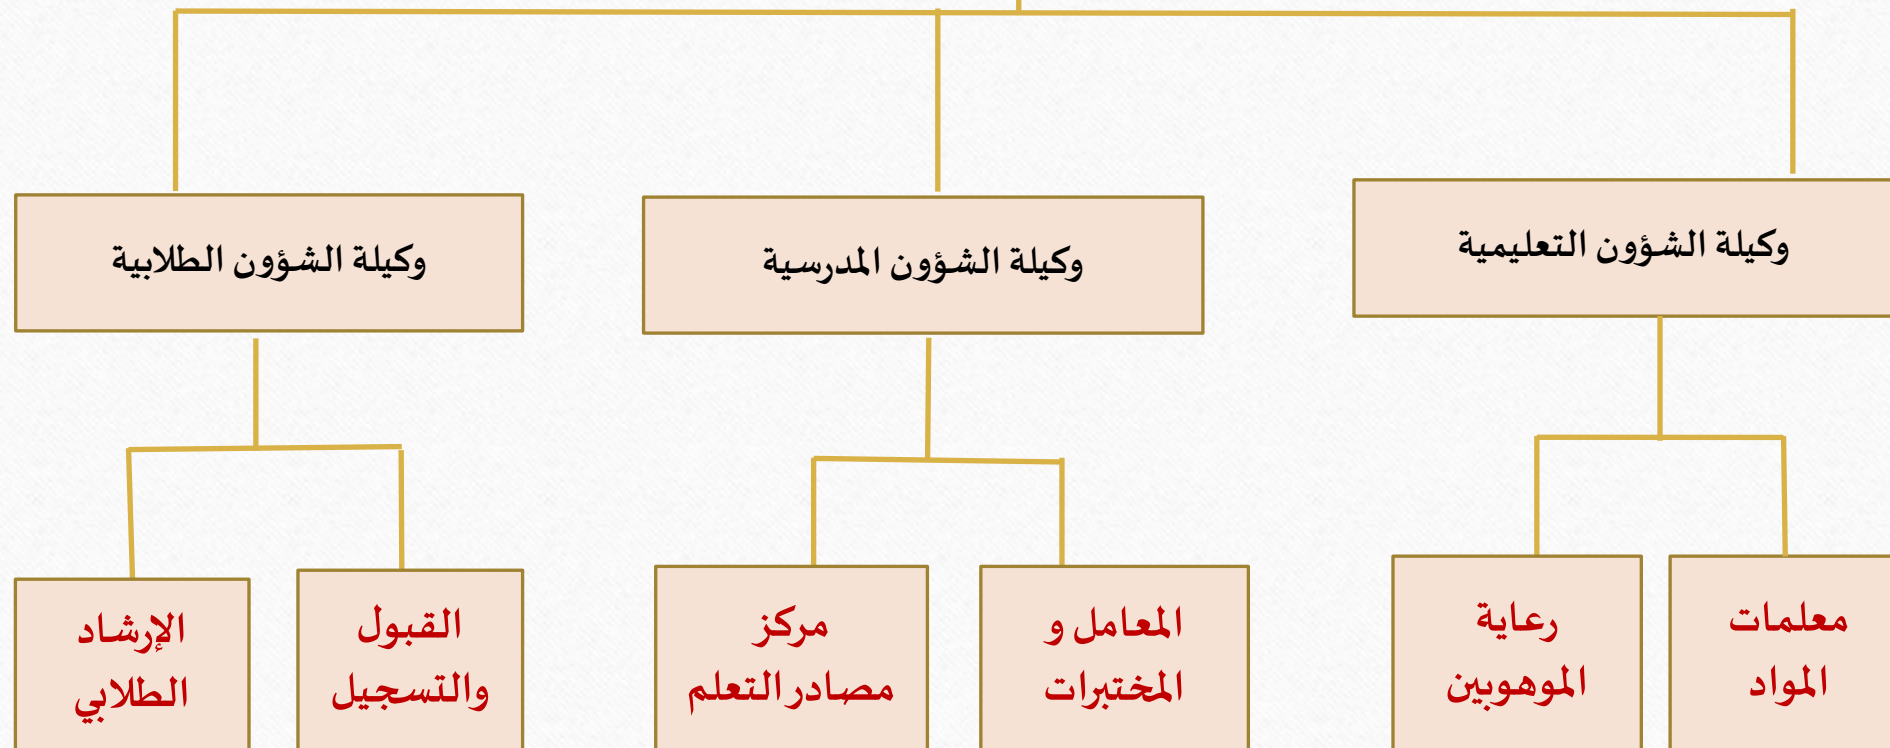 وكيلة الشؤون التعليمية
وكيلة الشؤون المدرسية
وكيلة الشؤون الطلابية
معلمات
المواد
رعاية
الموهوبين
المعامل و
المختبرات
مركز
مصادر التعلم
القبول
والتسجيل
الإرشاد
الطلابي